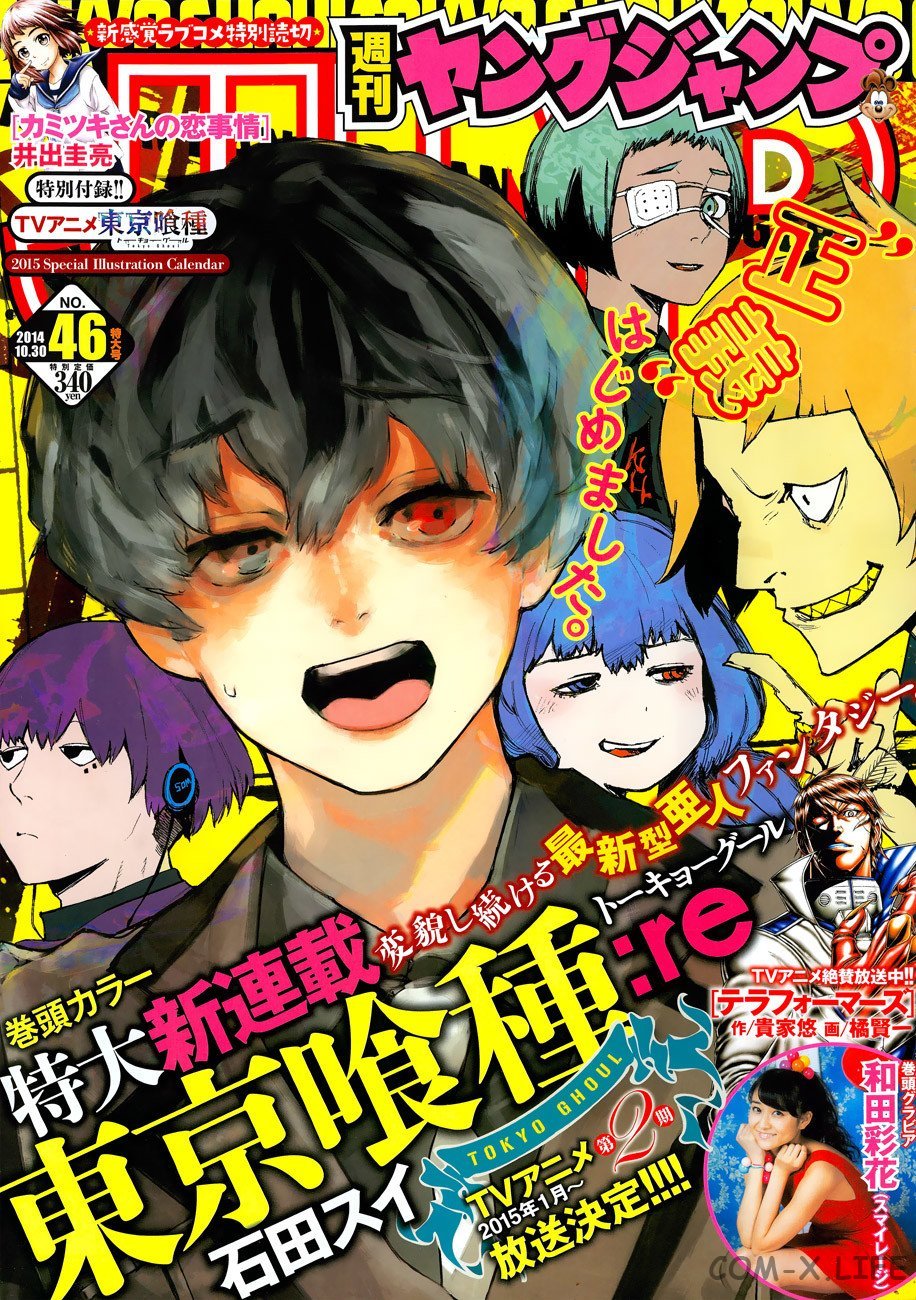 新感覚ラブコメ特別読切
[カミツキさんの恋事情]
井出圭亮
特別付録!!
TVアニメ東京喰種
トーキョーグール
Tokyo Ghoul
2015 Special Illustration Calendar
週刊ヤングジャンプ
NO.
46
特大号
2014
10.30
特別定価
340
yen
D
“正義”
はじめました。
変貌し続ける最新型亜人ファンタジー
巻頭カラー
特大新連載
トーキョーグール
東京喰種:re
TOKYO GHOUL
石田スイ
TVアニメ第2期
2015年1月～
放送決定!!!!
TVアニメ絶賛放送中!!
[テラフォーマーズ]
作/貴家悠 画/橘賢一
巻頭グラビア
和田彩花
(スマイレージ)
COM-X.LIFE